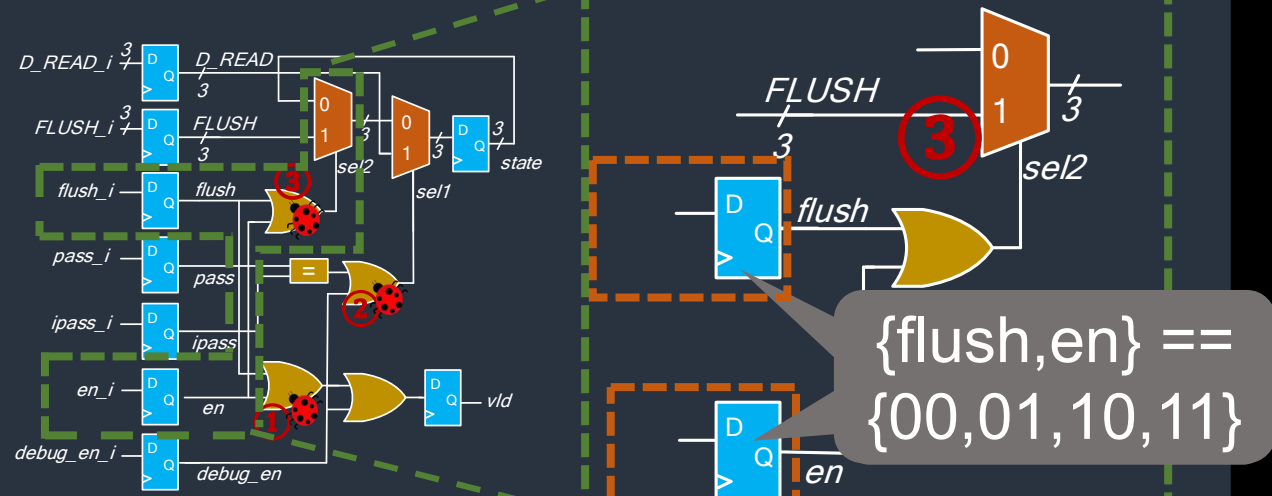 D_READ_i
3
D
Q
D_READ
3
FLUSH_i
3
D
Q
FLUSH
3
0
1
3
sel2
0
1
3
sel1
D
Q
3
state
flush_i
D
Q
flush
③
pass_i
D
Q
pass
=
②
ipass_i
D
Q
ipass
en_i
D
Q
en
①
D
Q
vld
debug_en_i
D
Q
debug_en
FLUSH
3
③
0
1
3
sel2
D
Q
flush
{flush,en} ==
{00,01,10,11}
D
Q
en